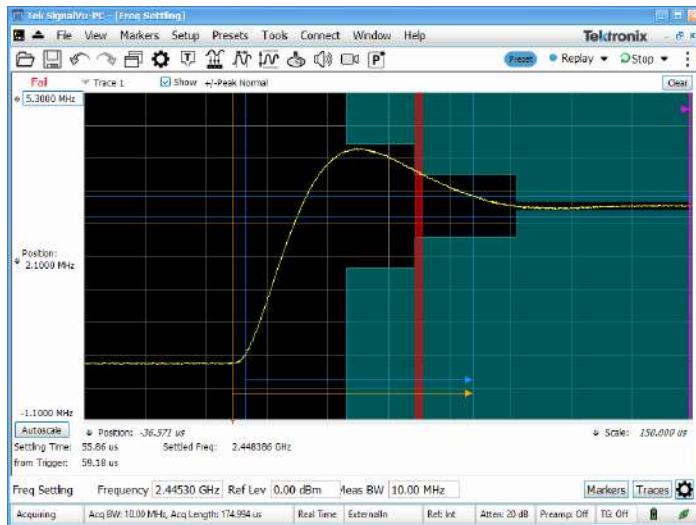 Tek SignalVu-PC - [Freq Setting]
File View Markers Setup Presets Tools Connect Window Help
Tektronix
Preset Replay Stop
Fail Trace 1 Show +/-Peak Normal Clear
5.3000 MHz
Position:
2.1000 MHz
-1.1000 MHz
Autoscale Position: -36.571 us Scale: 150.000 us
Settling Time: 55.86 us Settled Freq: 2.448386 GHz
from Trigger: 59.18 us
Freq Setting Frequency 2.44530 GHz Ref Lev 0.00 dBm Meas BW 10.00 MHz Markers Traces
Acquiring Acq BW: 10.00 MHz, Acq Length: 174.994 us Real Time ExternalIn Ref: Int Atten: 20 dB Preamp: Off TG: Off